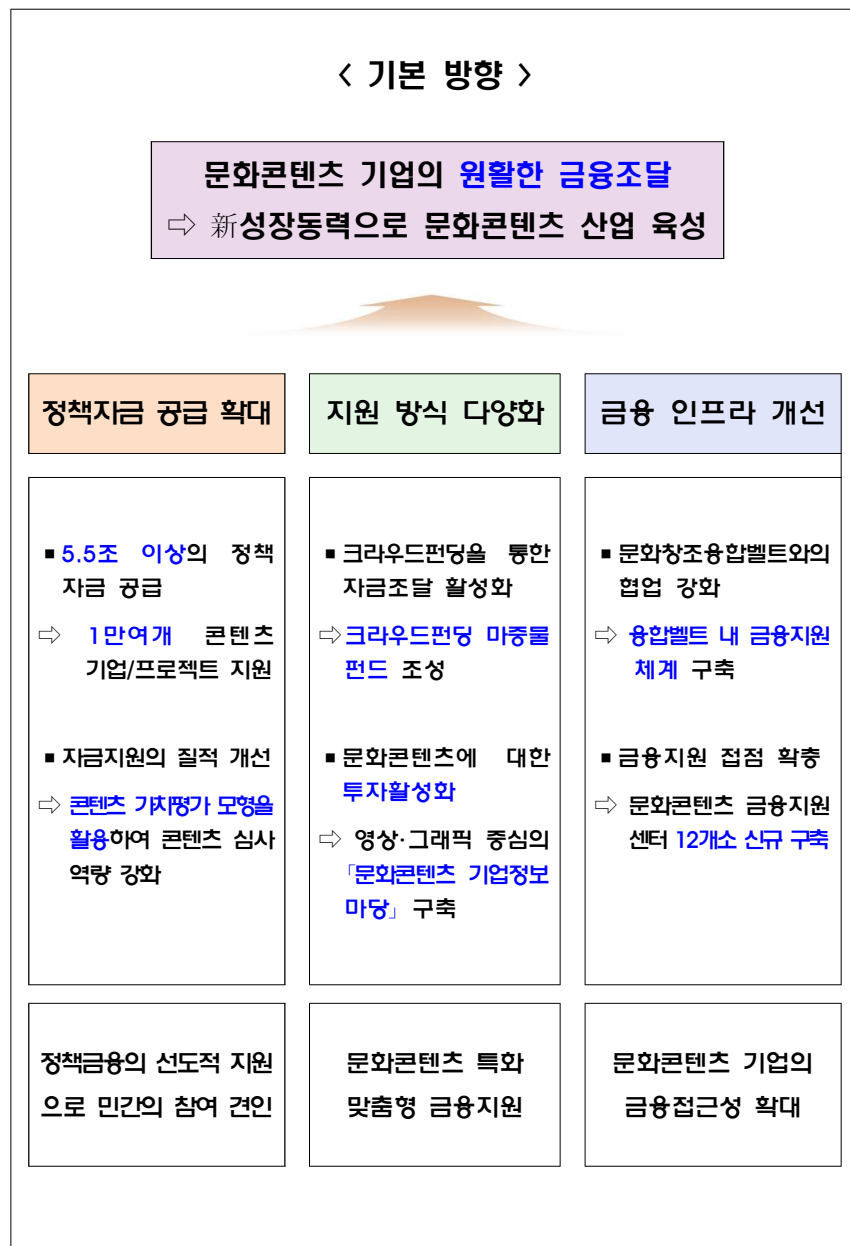 < 기본 방향 >
문화콘텐츠 기업의 원활한 금융조달
⇨ 新성장동력으로 문화콘텐츠 산업 육성
정책자금 공급 확대
■ 5.5조 이상의 정책
자금 공급
⇨ 1만여개 콘텐츠
기업/프로젝트 지원
■ 자금지원의 질적 개선
⇨ 콘텐츠 가치평가 모형을
활용하여 콘텐츠 심사
역량 강화
정책금융의 선도적 지원
으로 민간의 참여 견인
지원 방식 다양화
■ 크라우드펀딩을 통한
자금조달 활성화
⇨ 크라우드펀딩 마중물
펀드 조성
■ 문화콘텐츠에 대한
투자활성화
⇨ 영상·그래픽 중심의
「문화콘텐츠 기업정보
마당」 구축
문화콘텐츠 특화
맞춤형 금융지원
금융 인프라 개선
■ 문화창조융합벨트와의
협업 강화
⇨ 융합벨트 내 금융지원
체계 구축
■ 금융지원 접점 확충
⇨ 문화콘텐츠 금융지원
센터 12개소 신규 구축
문화콘텐츠 기업의
금융접근성 확대